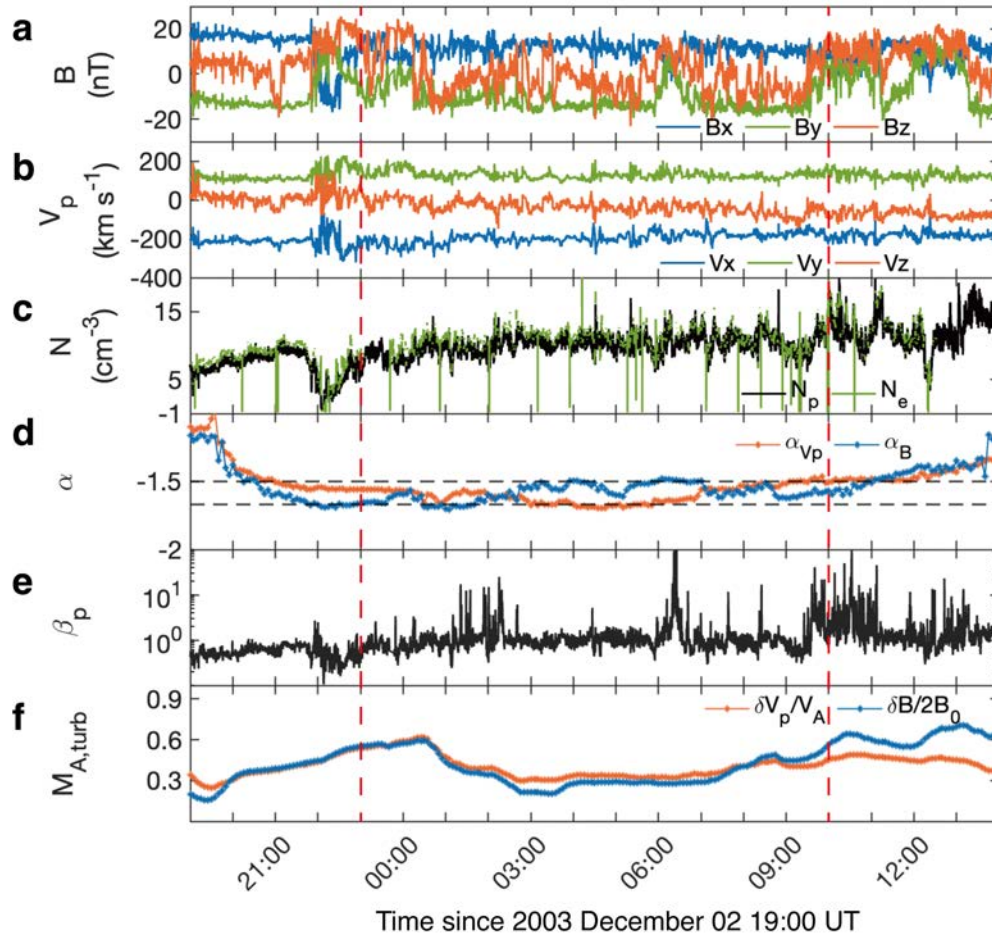 a
B
(nT)
20
0
-20
Bx By Bz
b
Vp
(km s⁻¹)
200
0
-200
-400
Vx Vy Vz
c
N
(cm⁻³)
15
5
-1
Np Ne
d
α
-1
-1.5
-2
αVp αB
e
βp
10¹
10⁰
f
MA,turb
0.9
0.6
0.3
δVp/VA δB/2B0
21:00 00:00 03:00 06:00 09:00 12:00
Time since 2003 December 02 19:00 UT